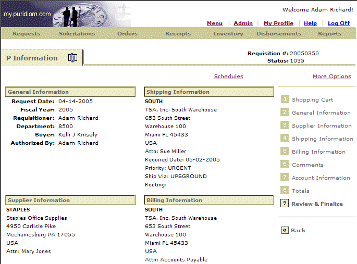 mypuridiom.com
Welcome Adam Richard!
Menu | Admin | My Profile | Help | Log Off
Requests Solicitations Orders Receipts Inventory Disbursements Reports
P Information
Requisition #: 20050350
Status: 1035
Schedules More Options
General Information
Request Date: 04-14-2005
Fiscal Year: 2005
Requisitioner: Adam Richard
Department: 8500
Buyer: Kelli J Kmisely
Authorized By: Adam Richard
Shipping Information
SOUTH
TSA, Inc. South Warehouse
653 South Street
Warehouse 100
Miami FL 45433
USA
Attn: Sue Miller
Required Date: 05-02-2005
Priority: URGENT
Ship Via: UPSGROUND
Routing:
Shopping Cart
General Information
Supplier Information
Shipping Information
Billing Information
Comments
Account Information
Totals
Review & Finalize
Back
Supplier Information
STAPLES
Staples Office Supplies
4950 Carlisle Pike
Mechanicsburg PA 17055
USA
Attn: Mary Jones
Billing Information
SOUTH
TSA, Inc. South Warehouse
653 South Street
Warehouse 100
Miami FL 45433
USA
Attn: Accounts Payable